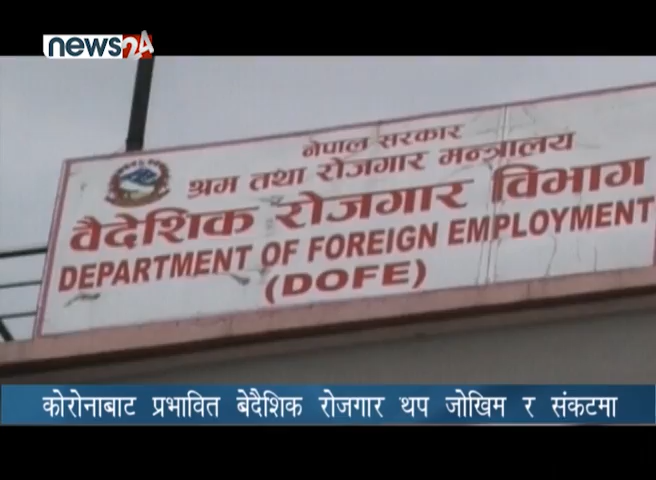 news24
नेपाल सरकार
श्रम तथा रोजगार मन्त्रालय
वैदेशिक रोजगार विभाग
DEPARTMENT OF FOREIGN EMPLOYMENT
(DOFE)
कोरोनाबाट प्रभावित बेदैशिक रोजगार थप जोखिम र संकटमा